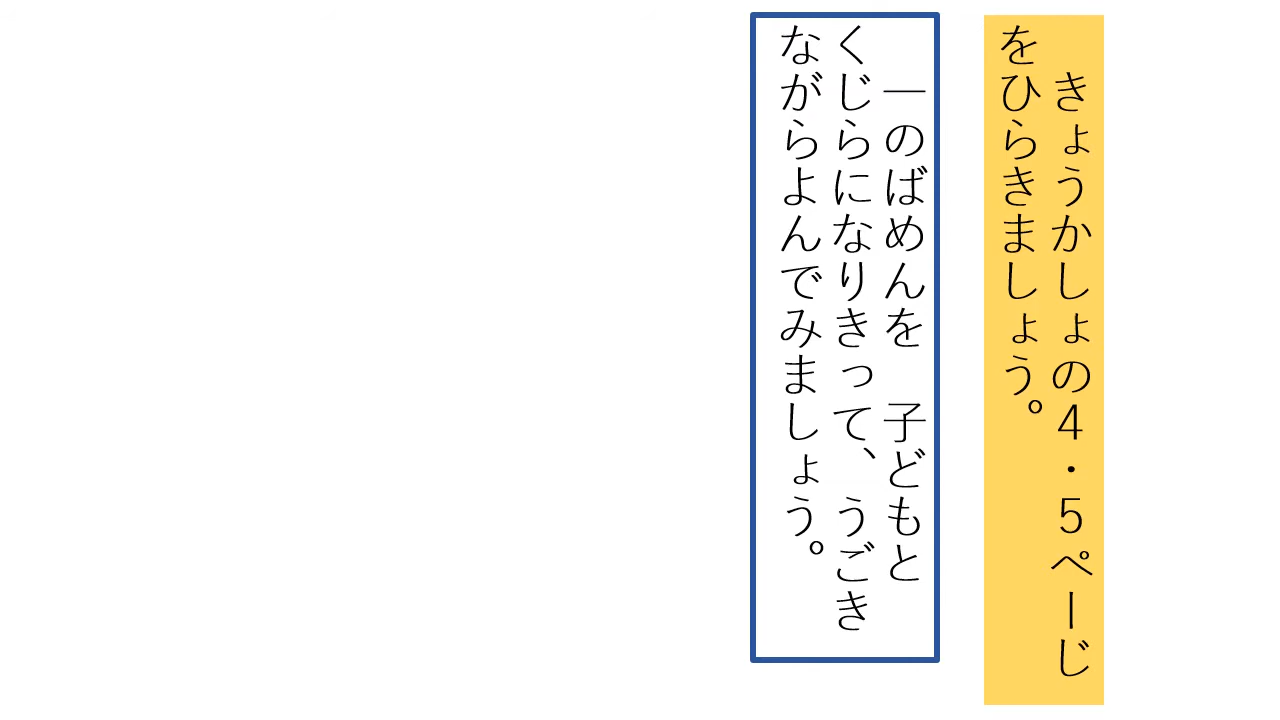 きょうかしょの４・５ぺーじ
をひらきましょう。
一のばめんを　子どもと
くじらになりきって、うごき
ながらよんでみましょう。